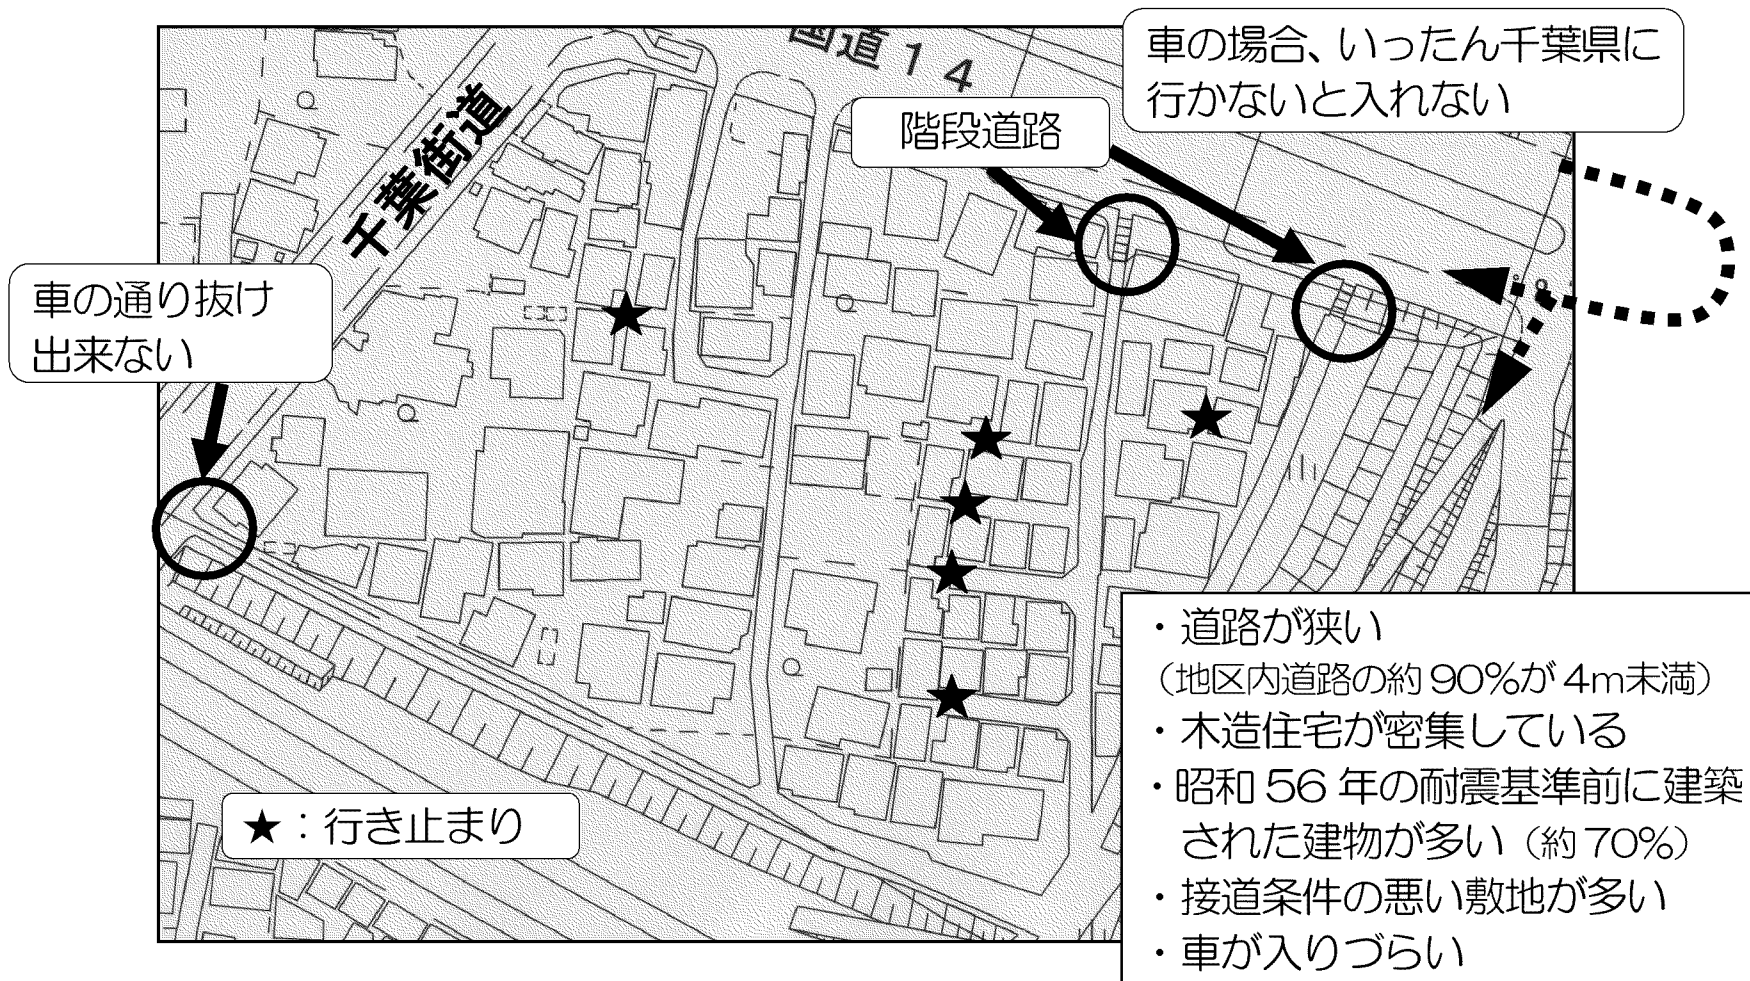 国道14
車の場合、いったん千葉県に
行かないと入れない
階段道路
千葉街道
車の通り抜け
出来ない
★：行き止まり
・道路が狭い
（地区内道路の約90%が4m未満）
・木造住宅が密集している
・昭和56年の耐震基準前に建築
された建物が多い（約70%）
・接道条件の悪い敷地が多い
・車が入りづらい